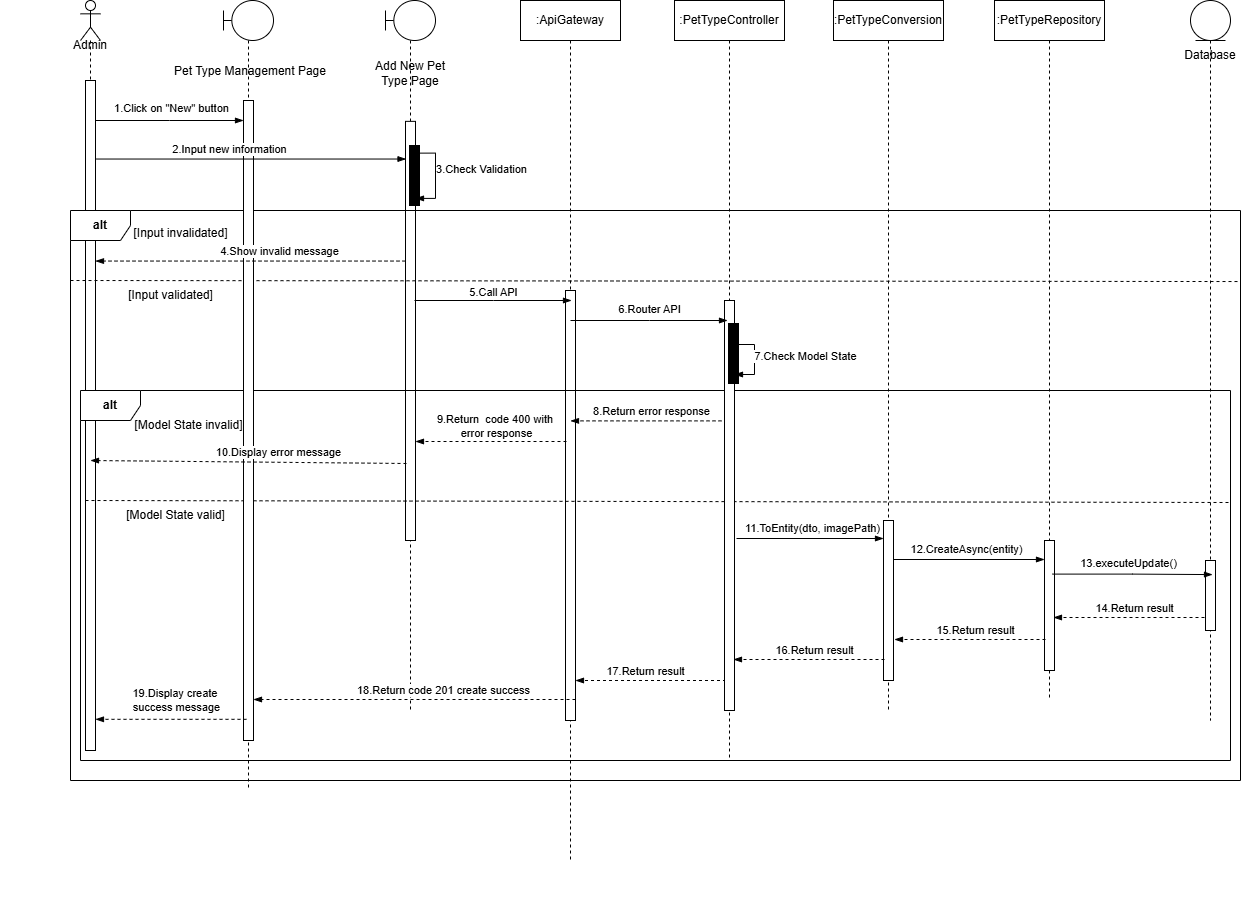 :ApiGateway
:PetTypeController
:PetTypeConversion
:PetTypeRepository
Admin
Database
Pet Type Management Page
Add New Pet
Type Page
1.Click on "New" button
2.Input new information
3.Check Validation
alt
[Input invalidated]
4.Show invalid message
[Input validated]
5.Call API
6.Router API
7.Check Model State
alt
[Model State invalid]
8.Return error response
9.Return  code 400 with
error response
10.Display error message
[Model State valid]
11.ToEntity(dto, imagePath)
12.CreateAsync(entity)
13.executeUpdate()
14.Return result
15.Return result
16.Return result
17.Return result
18.Return code 201 create success
19.Display create
success message